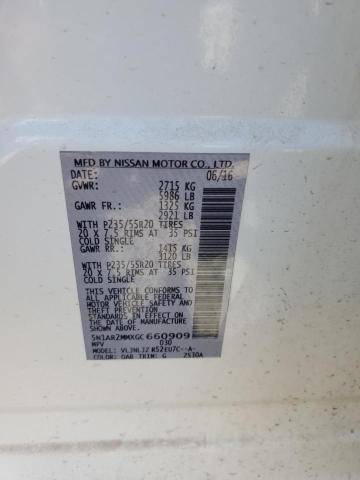 MFD BY NISSAN MOTOR CO., LTD.
DATE: 06/16
GVWR: 2715 KG
5986 LB
GAWR FR.: 1325 KG
2921 LB
WITH P235/55R20 TIRES
20 X 7.5 RIMS AT 35 PSI
COLD SINGLE
GAWR RR.: 1415 KG
3120 LB
WITH P235/55R20 TIRES
20 X 7.5 RIMS AT 35 PSI
COLD SINGLE
THIS VEHICLE CONFORMS TO ALL
APPLICABLE FEDERAL MOTOR
VEHICLE SAFETY, BUMPER, AND
THEFT PREVENTION STANDARDS
IN EFFECT ON THE DATE OF
MANUFACTURE SHOWN ABOVE.
5N1AR2MMXGC660909
MPV 030
MODEL:
COLOR: QAB TRIM: G 2530A